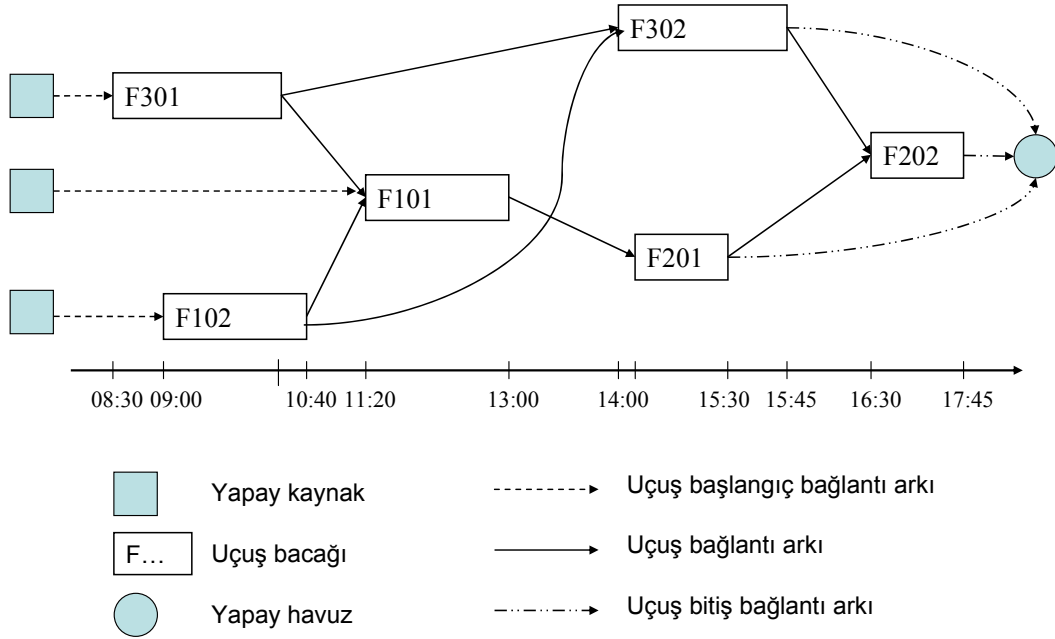 F302
F301
F202
F101
F201
F102
08:30 09:00 10:40 11:20 13:00 14:00 15:30 15:45 16:30 17:45
Yapay kaynak Uçuş başlangıç bağlantı arkı
F... Uçuş bacağı Uçuş bağlantı arkı
Yapay havuz Uçuş bitiş bağlantı arkı